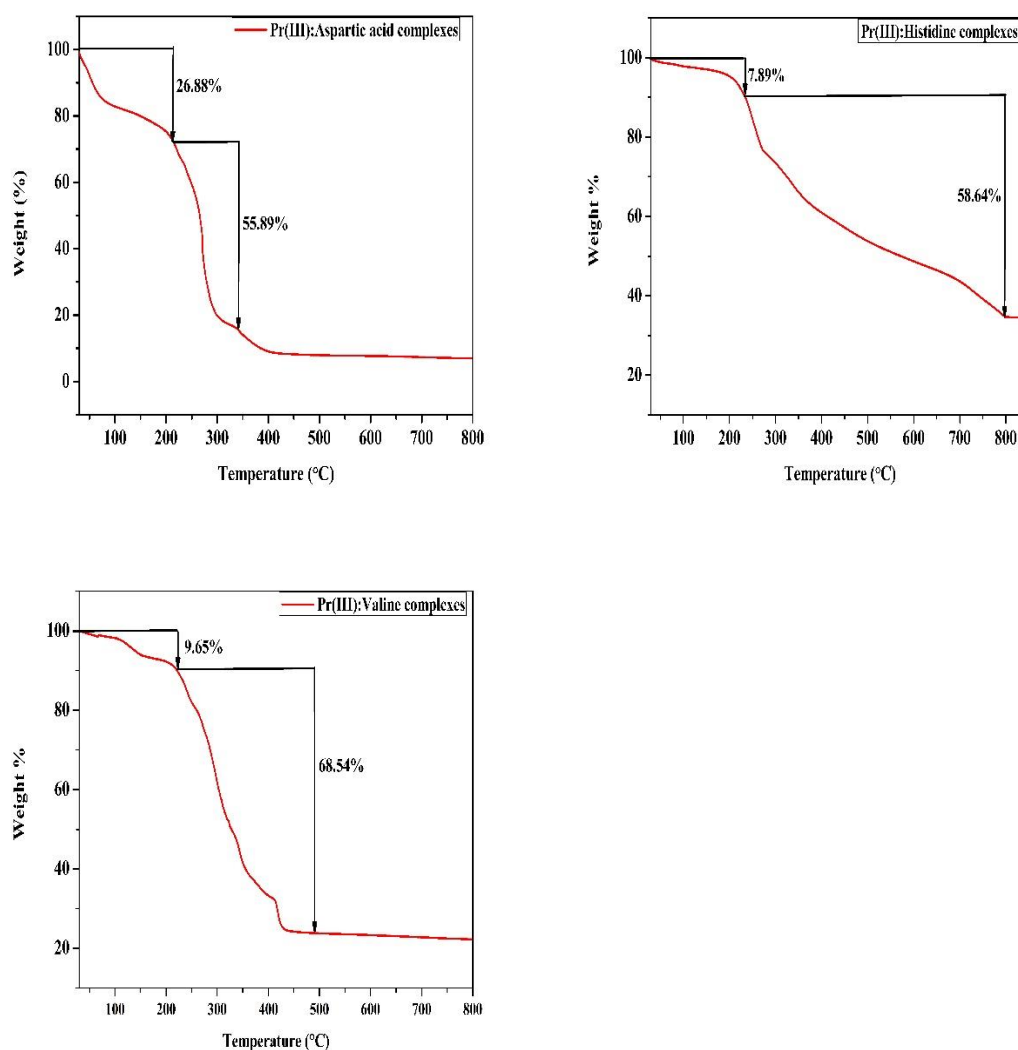 Pr(III):Aspartic acid complexes
100
80
60
40
20
0
26.88%
55.89%
Weight (%)
100 200 300 400 500 600 700 800
Temperature (°C)
Pr(III):Histidine complexes
100
80
60
40
20
7.89%
58.64%
Weight %
100 200 300 400 500 600 700 800
Temperature (°C)
Pr(III):Valine complexes
100
80
60
40
20
9.65%
68.54%
Weight %
100 200 300 400 500 600 700 800
Temperature (°C)